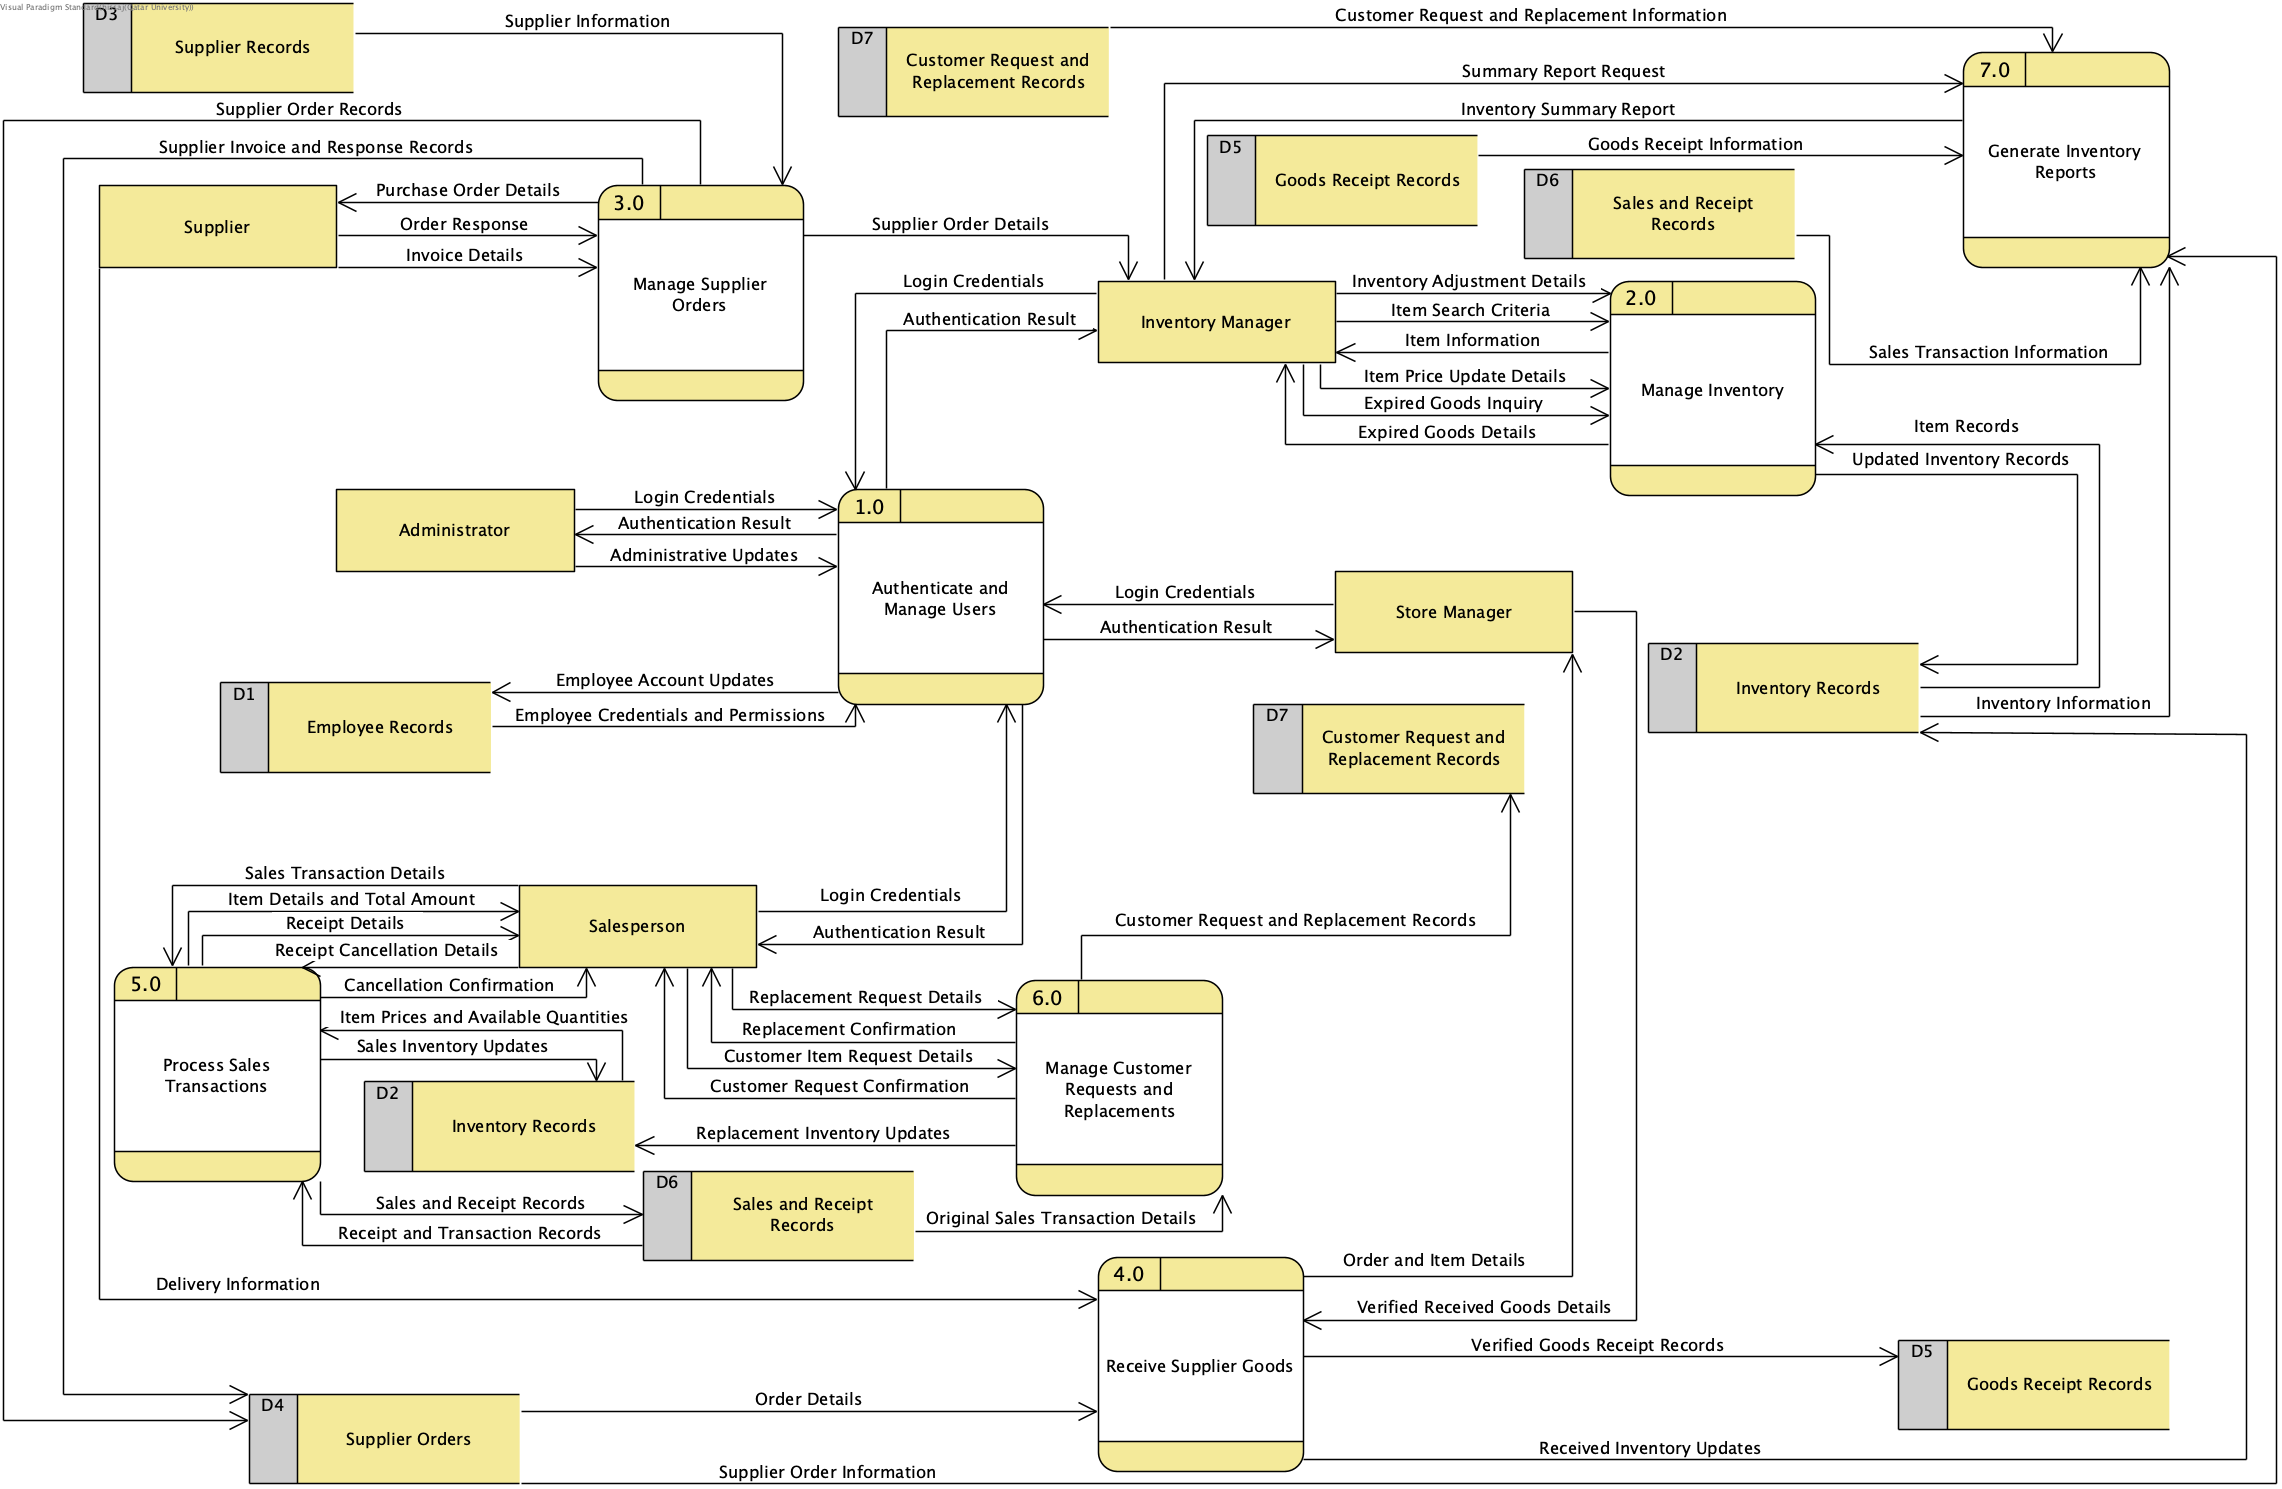 Visual Paradigm Standard
(Qatar University))
D3
Supplier Records
Supplier Information
D7
Customer Request and
Replacement Records
Customer Request and Replacement Information
Summary Report Request
7.0
Generate Inventory
Reports
Supplier Order Records
Inventory Summary Report
D5
Goods Receipt Records
Goods Receipt Information
Supplier Invoice and Response Records
D6
Sales and Receipt
Records
Supplier
Purchase Order Details
Order Response
Invoice Details
3.0
Manage Supplier
Orders
Supplier Order Details
Login Credentials
Authentication Result
Inventory Manager
Inventory Adjustment Details
Item Search Criteria
Item Information
Item Price Update Details
Expired Goods Inquiry
Expired Goods Details
2.0
Manage Inventory
Sales Transaction Information
Item Records
Updated Inventory Records
Administrator
Login Credentials
Authentication Result
Administrative Updates
1.0
Authenticate and
Manage Users
Login Credentials
Authentication Result
Store Manager
D1
Employee Records
Employee Account Updates
Employee Credentials and Permissions
D2
Inventory Records
Inventory Information
D7
Customer Request and
Replacement Records
Sales Transaction Details
Item Details and Total Amount
Receipt Details
Receipt Cancellation Details
Salesperson
Login Credentials
Authentication Result
Customer Request and Replacement Records
5.0
Process Sales
Transactions
Cancellation Confirmation
Item Prices and Available Quantities
Sales Inventory Updates
Replacement Request Details
Replacement Confirmation
Customer Item Request Details
Customer Request Confirmation
6.0
Manage Customer
Requests and
Replacements
D2
Inventory Records
Replacement Inventory Updates
Sales and Receipt Records
Receipt and Transaction Records
D6
Sales and Receipt
Records
Original Sales Transaction Details
Delivery Information
4.0
Receive Supplier Goods
Order and Item Details
Verified Received Goods Details
Verified Goods Receipt Records
D5
Goods Receipt Records
D4
Supplier Orders
Order Details
Received Inventory Updates
Supplier Order Information